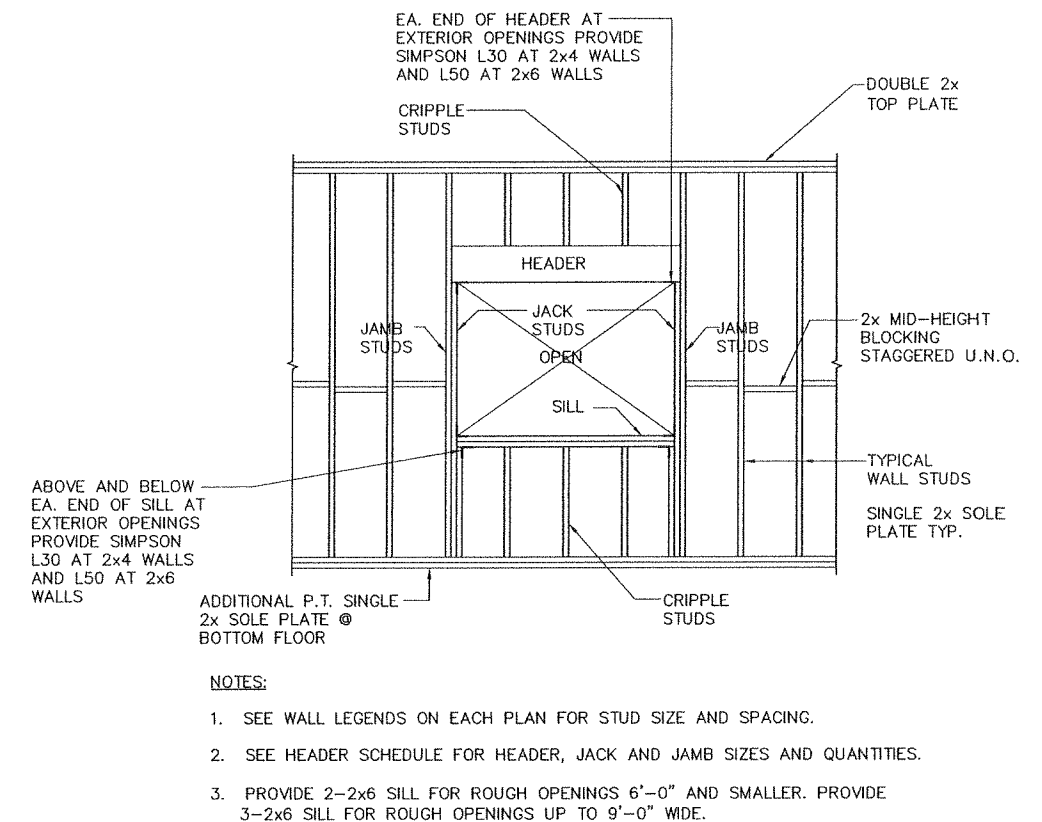 EA. END OF HEADER AT
EXTERIOR OPENINGS PROVIDE
SIMPSON L30 AT 2x4 WALLS
AND L50 AT 2x6 WALLS
DOUBLE 2x
TOP PLATE
CRIPPLE
STUDS
HEADER
JACK
STUDS
JAMB
STUDS
JAMB
STUDS
OPEN
2x MID-HEIGHT
BLOCKING
STAGGERED U.N.O.
SILL
TYPICAL
WALL STUDS
SINGLE 2x SOLE
PLATE TYP.
ABOVE AND BELOW
EA. END OF SILL AT
EXTERIOR OPENINGS
PROVIDE SIMPSON
L30 AT 2x4 WALLS
AND L50 AT 2x6
WALLS
ADDITIONAL P.T. SINGLE
2x SOLE PLATE @
BOTTOM FLOOR
CRIPPLE
STUDS
NOTES:
1. SEE WALL LEGENDS ON EACH PLAN FOR STUD SIZE AND SPACING.
2. SEE HEADER SCHEDULE FOR HEADER, JACK AND JAMB SIZES AND QUANTITIES.
3. PROVIDE 2-2x6 SILL FOR ROUGH OPENINGS 6'-0" AND SMALLER. PROVIDE
3-2x6 SILL FOR ROUGH OPENINGS UP TO 9'-0" WIDE.